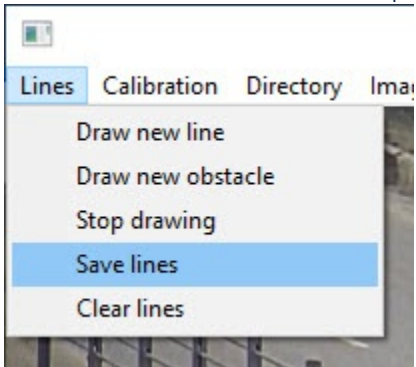 Lines Calibration Directory
Draw new line
Draw new obstacle
Stop drawing
Save lines
Clear lines